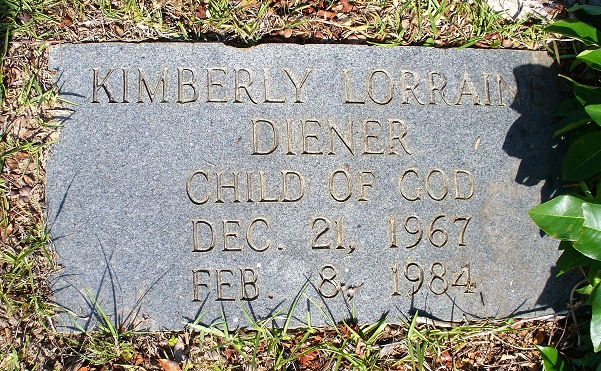 KIMBERLY LORRAINE
DIENER
CHILD OF GOD
DEC. 21, 1967
FEB. 8, 1984